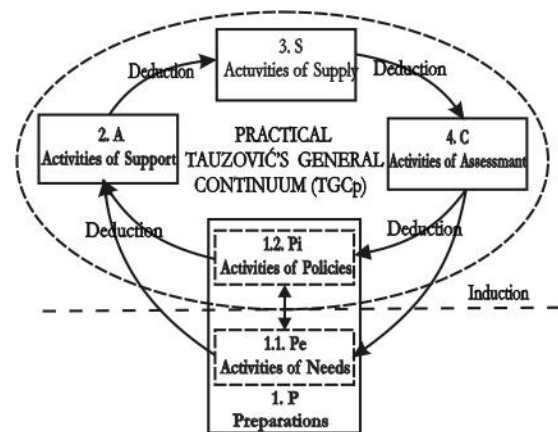 3. S
Actuvities of Supply
Deduction
Deduction
2. A
Activities of Support
PRACTICAL
TAUZOVIĆ'S GENERAL
CONTINUUM (TGCp)
4. C
Activities of Assessmant
Deduction
Deduction
1.2. Pi
Activities of Policies
Induction
1.1. Pe
Activities of Needs
1. P
Preparations